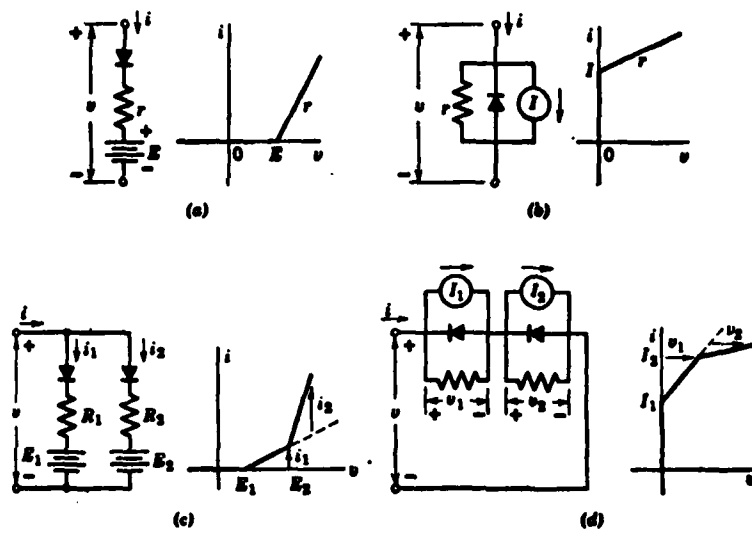 + i
v r
+
E
-
i
r
0 E v
(a)
+ i
v r I
-
i
I r
0 v
(b)
i
+ i₁ i₂
v R₁ R₂
E₁ E₂
-
i
i₂
i₁
E₁ E₂ v
(c)
I₁ I₂
i
+
v
+ v₁ - + v₂ -
-
i v₁ v₂
I₂
I₁
v
(d)